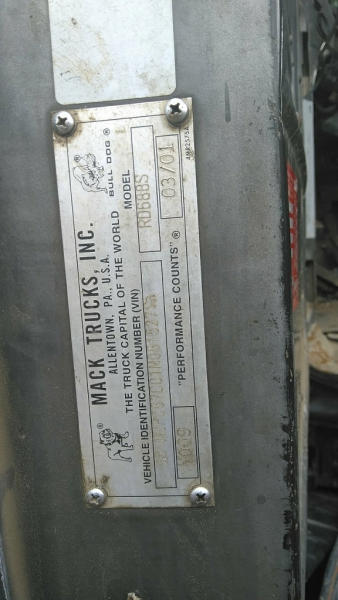 MACK TRUCKS, INC.
ALLENTOWN, PA., U.S.A.
THE TRUCK CAPITAL OF THE WORLD
BULL DOG ®
VEHICLE IDENTIFICATION NUMBER (VIN)
MODEL
RD688S
"PERFORMANCE COUNTS" ®
1009
03/01